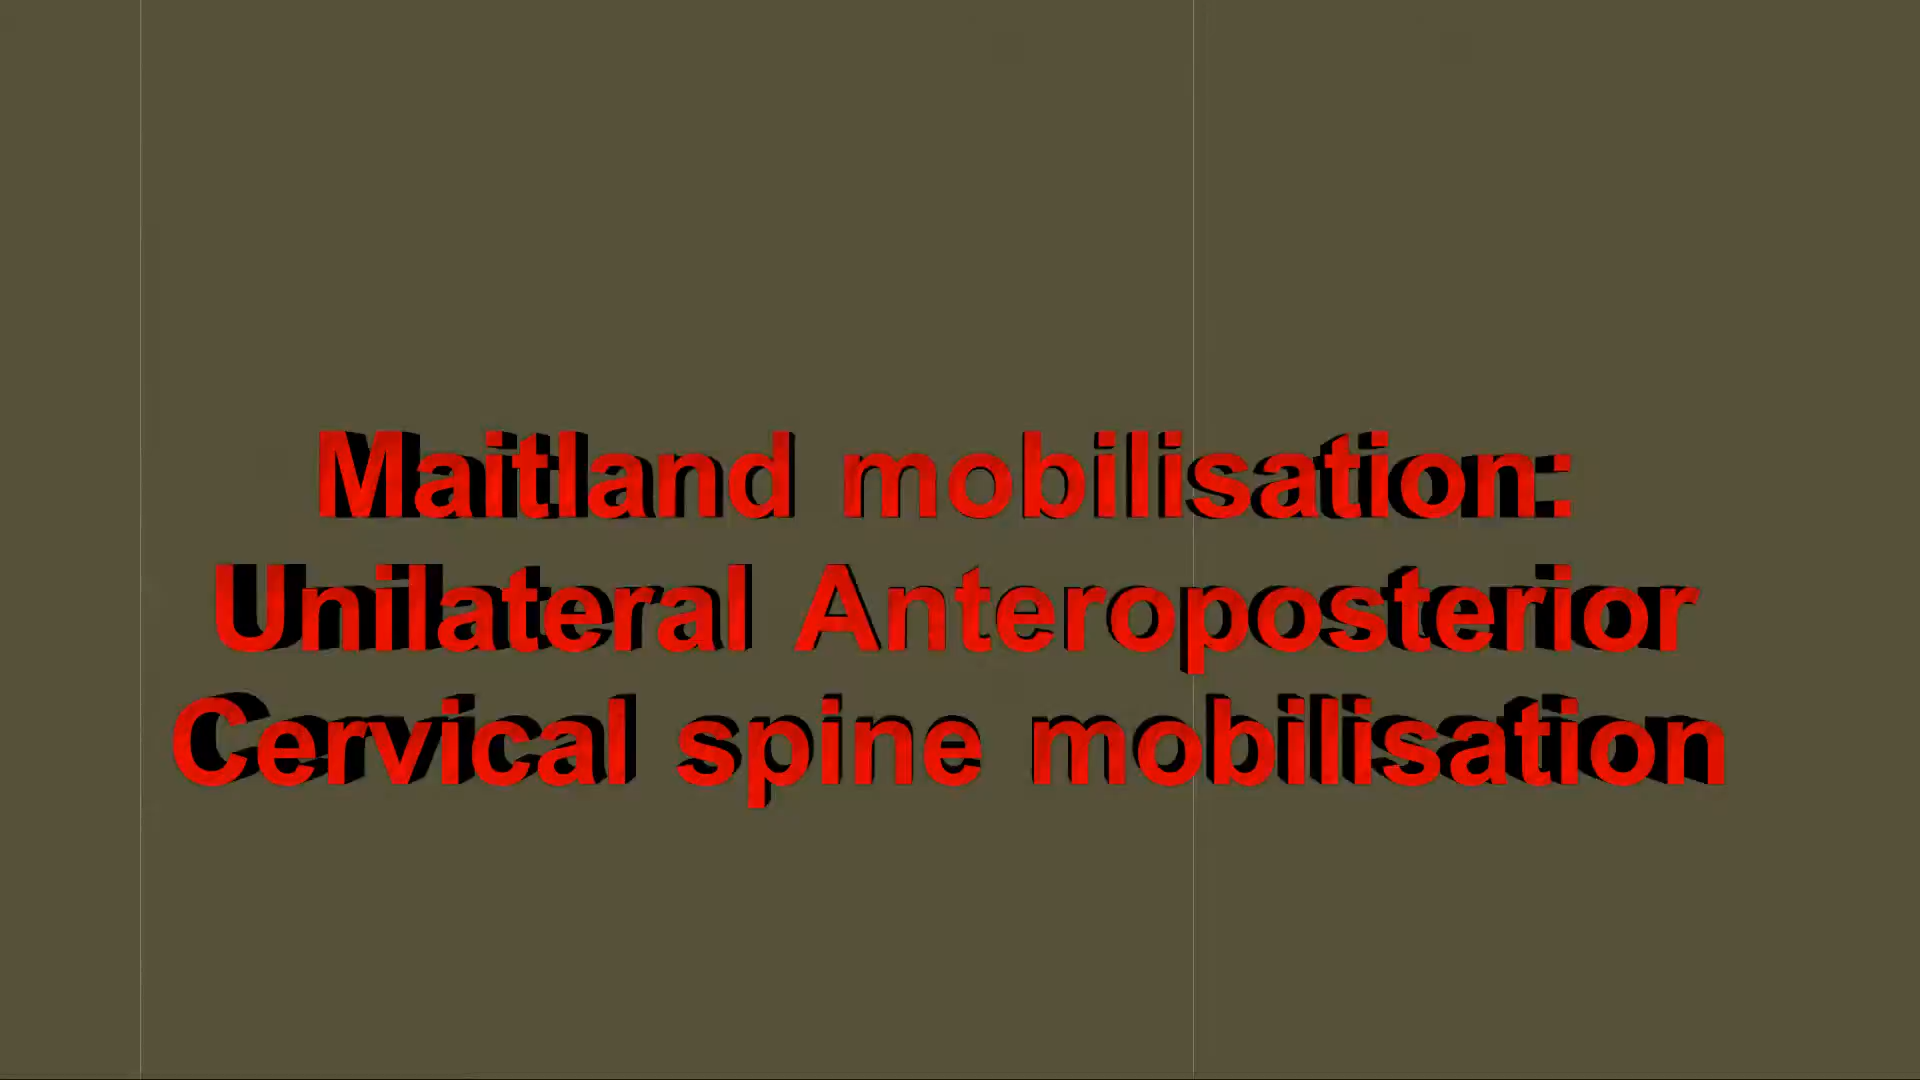 Maitland mobilisation:
Unilateral Anteroposterior
Cervical spine mobilisation